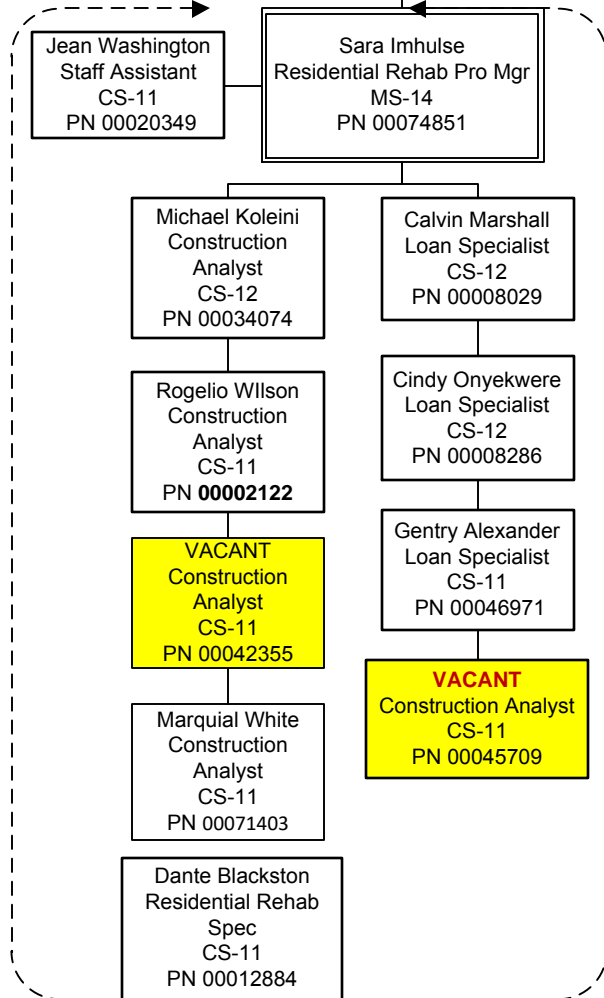 Jean Washington
Staff Assistant
CS-11
PN 00020349
Sara Imhulse
Residential Rehab Pro Mgr
MS-14
PN 00074851
Michael Koleini
Construction
Analyst
CS-12
PN 00034074
Rogelio WIlson
Construction
Analyst
CS-11
PN 00002122
VACANT
Construction
Analyst
CS-11
PN 00042355
Marquial White
Construction
Analyst
CS-11
PN 00071403
Dante Blackston
Residential Rehab
Spec
CS-11
PN 00012884
Calvin Marshall
Loan Specialist
CS-12
PN 00008029
Cindy Onyekwere
Loan Specialist
CS-12
PN 00008286
Gentry Alexander
Loan Specialist
CS-11
PN 00046971
VACANT
Construction Analyst
CS-11
PN 00045709